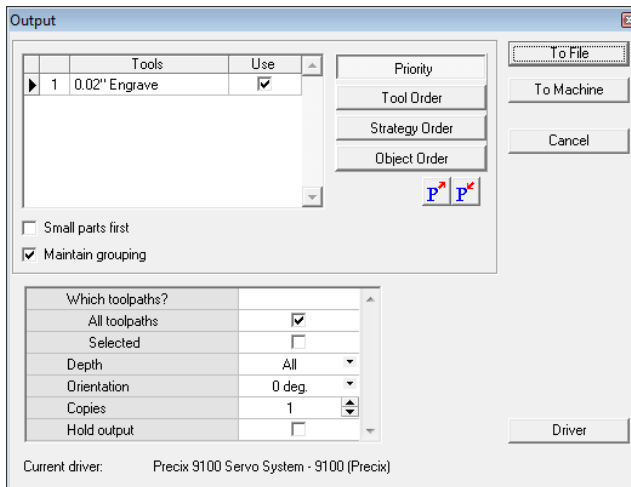 Output
Tools Use
1 0.02" Engrave
Priority
Tool Order
Strategy Order
Object Order
P P
Small parts first
Maintain grouping
To File
To Machine
Cancel
Which toolpaths?
All toolpaths
Selected
Depth All
Orientation 0 deg.
Copies 1
Hold output
Driver
Current driver: Precix 9100 Servo System - 9100 (Precix)